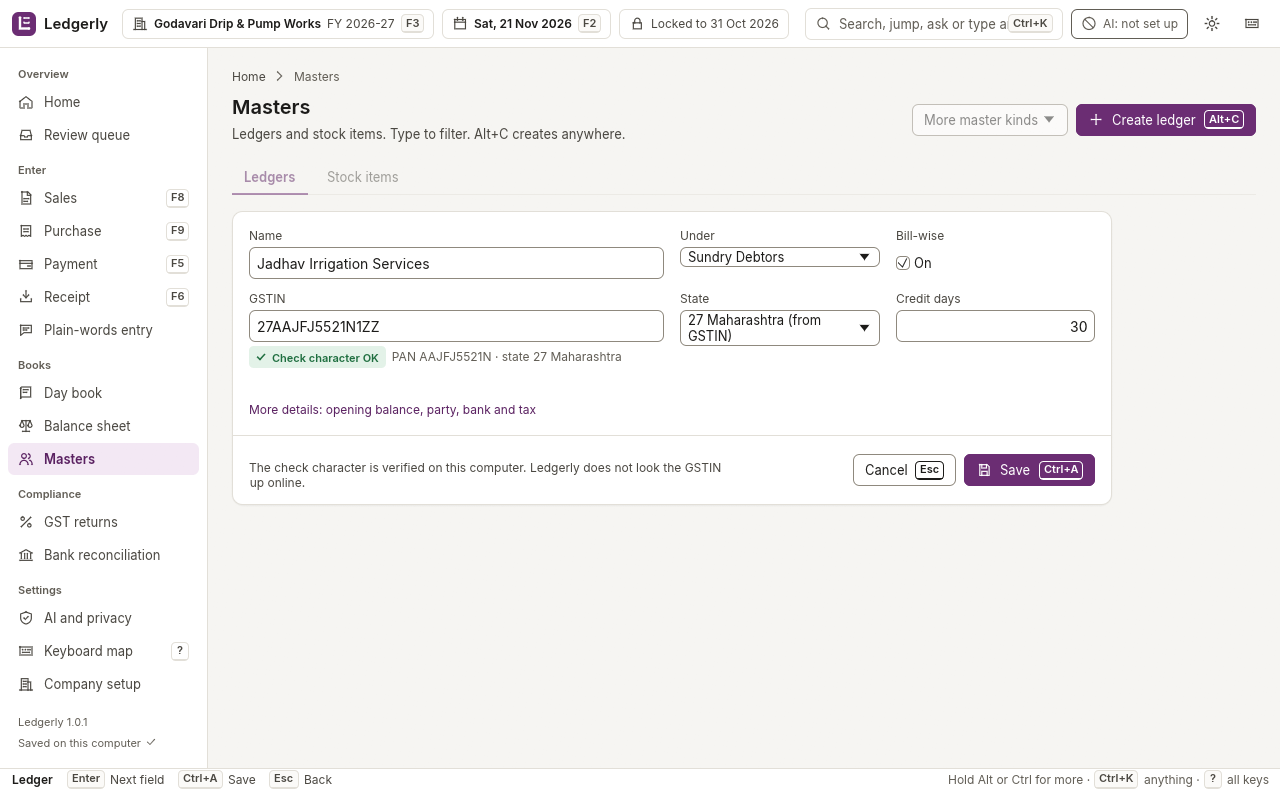 Ledgerly
Godavari Drip & Pump Works FY 2026-27 F3
Sat, 21 Nov 2026 F2
Locked to 31 Oct 2026
Search, jump, ask or type a Ctrl+K
AI: not set up
Overview
Home
Review queue
Enter
Sales F8
Purchase F9
Payment F5
Receipt F6
Plain-words entry
Books
Day book
Balance sheet
Masters
Compliance
GST returns
Bank reconciliation
Settings
AI and privacy
Keyboard map ?
Company setup
Ledgerly 1.0.1
Saved on this computer
Home Masters
Masters
Ledgers and stock items. Type to filter. Alt+C creates anywhere.
More master kinds
Create ledger Alt+C
Ledgers Stock items
Name Under Bill-wise
Jadhav Irrigation Services Sundry Debtors On
GSTIN State Credit days
27AAJFJ5521N1ZZ 27 Maharashtra (from GSTIN) 30
Check character OK PAN AAJFJ5521N · state 27 Maharashtra
More details: opening balance, party, bank and tax
The check character is verified on this computer. Ledgerly does not look the GSTIN
up online.
Cancel Esc Save Ctrl+A
Ledger Enter Next field Ctrl+A Save Esc Back
Hold Alt or Ctrl for more · Ctrl+K anything · ? all keys